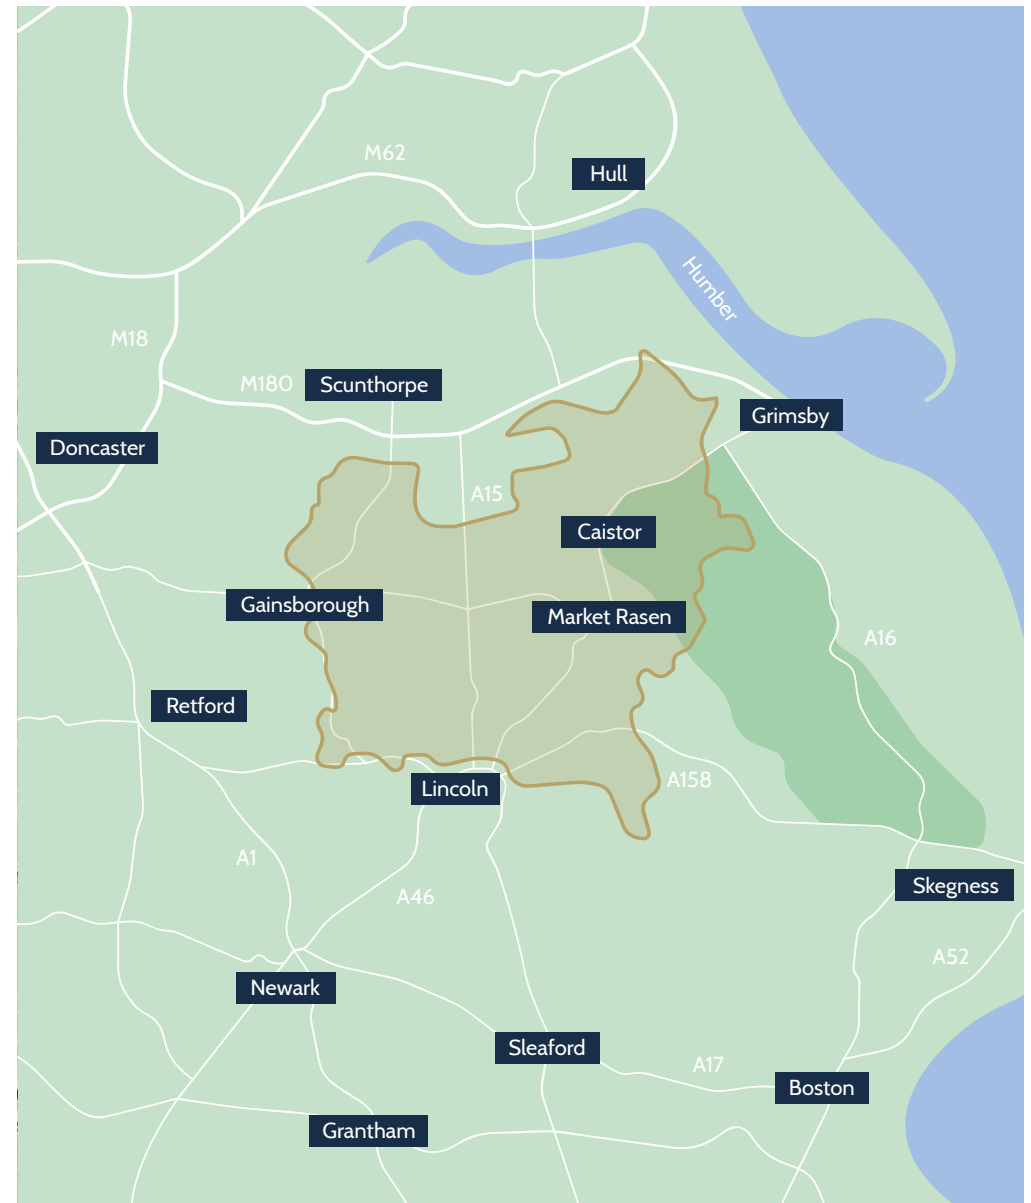 M62
Hull
Humber
M18
M180
Scunthorpe
Grimsby
Doncaster
A15
Caistor
Gainsborough
Market Rasen
A16
Retford
Lincoln
A158
A1
A46
Skegness
A52
Newark
Sleaford
A17
Boston
Grantham